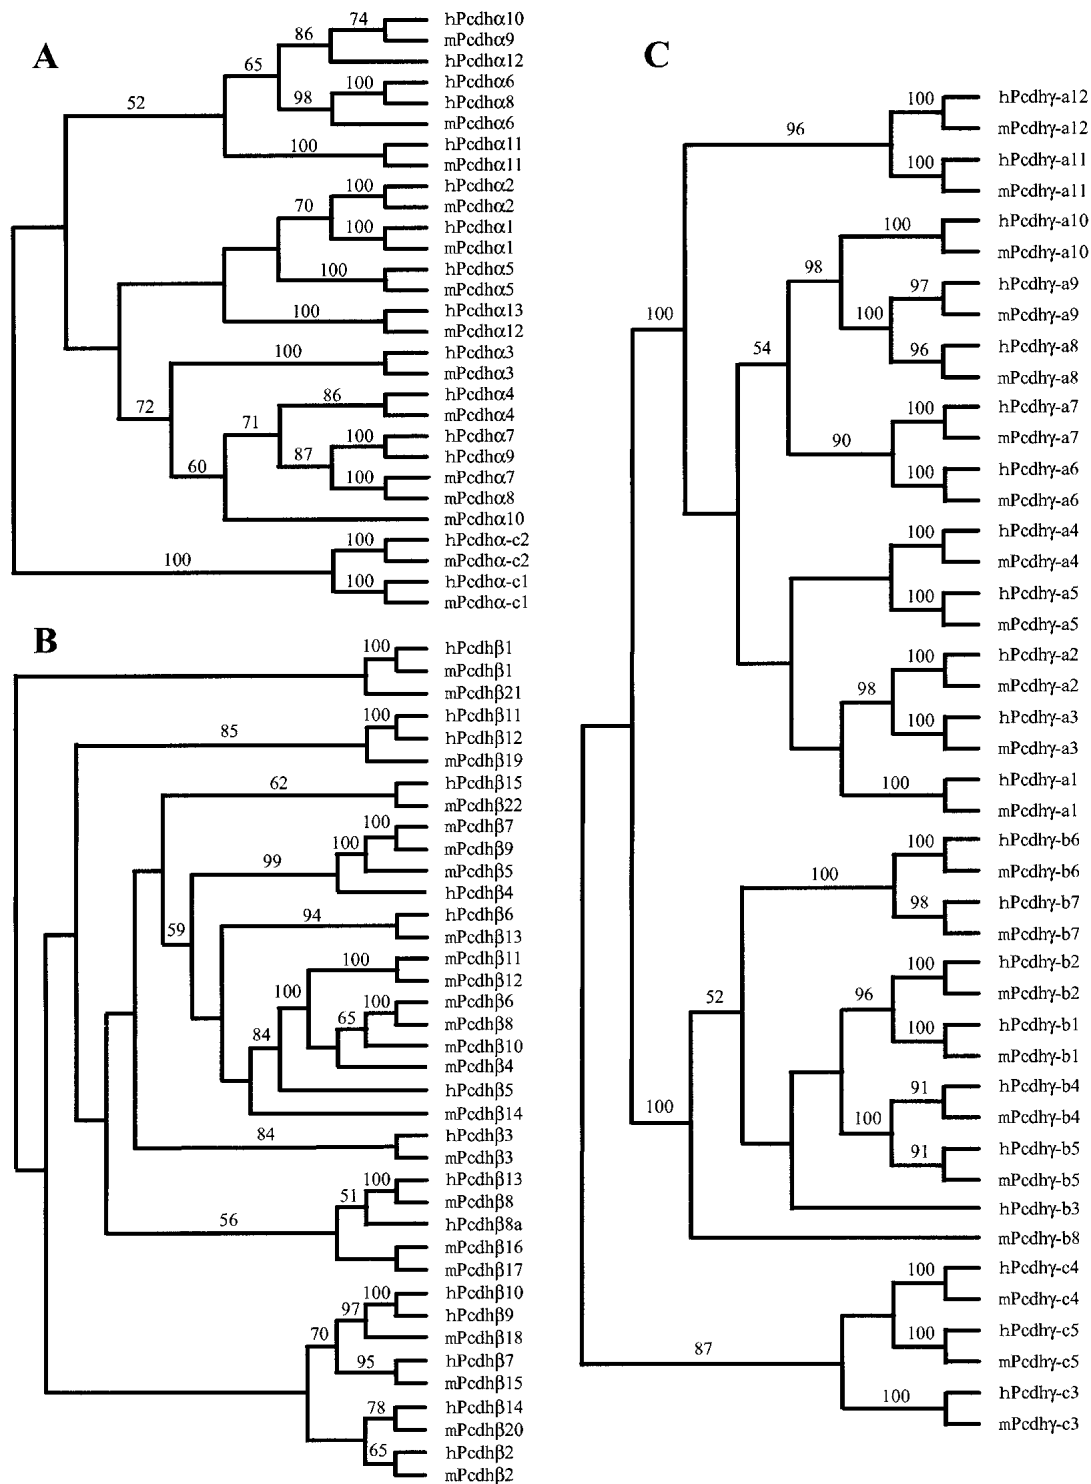 A
74
hPcdhα10
mPcdhα9
86
hPcdhα12
65
100
hPcdhα6
hPcdhα8
98
mPcdhα6
52
100
hPcdhα11
mPcdhα11
100
hPcdhα2
mPcdhα2
70
100
hPcdhα1
mPcdhα1
100
hPcdhα5
mPcdhα5
100
hPcdhα13
mPcdhα12
100
hPcdhα3
mPcdhα3
72
86
hPcdhα4
mPcdhα4
71
100
hPcdhα7
hPcdhα9
87
100
mPcdhα7
mPcdhα8
60
mPcdhα10
100
hPcdhα-c2
mPcdhα-c2
100
100
hPcdhα-c1
mPcdhα-c1
B
100
hPcdhβ1
mPcdhβ1
mPcdhβ21
100
hPcdhβ11
hPcdhβ12
85
mPcdhβ19
62
hPcdhβ15
mPcdhβ22
100
mPcdhβ7
mPcdhβ9
100
mPcdhβ5
99
hPcdhβ4
59
94
hPcdhβ6
mPcdhβ13
100
mPcdhβ11
mPcdhβ12
100
100
mPcdhβ6
mPcdhβ8
65
mPcdhβ10
84
mPcdhβ4
hPcdhβ5
mPcdhβ14
84
hPcdhβ3
mPcdhβ3
100
hPcdhβ13
mPcdhβ8
51
hPcdhβ8a
56
mPcdhβ16
mPcdhβ17
100
hPcdhβ10
hPcdhβ9
97
mPcdhβ18
70
95
hPcdhβ7
mPcdhβ15
78
hPcdhβ14
mPcdhβ20
65
hPcdhβ2
mPcdhβ2
C
100
hPcdhγ-a12
mPcdhγ-a12
96
100
hPcdhγ-a11
mPcdhγ-a11
100
hPcdhγ-a10
mPcdhγ-a10
98
97
hPcdhγ-a9
mPcdhγ-a9
100
100
96
hPcdhγ-a8
mPcdhγ-a8
54
100
hPcdhγ-a7
mPcdhγ-a7
90
100
hPcdhγ-a6
mPcdhγ-a6
100
hPcdhγ-a4
mPcdhγ-a4
100
hPcdhγ-a5
mPcdhγ-a5
100
hPcdhγ-a2
mPcdhγ-a2
98
100
hPcdhγ-a3
mPcdhγ-a3
100
hPcdhγ-a1
mPcdhγ-a1
100
hPcdhγ-b6
mPcdhγ-b6
100
98
hPcdhγ-b7
mPcdhγ-b7
100
hPcdhγ-b2
mPcdhγ-b2
52
96
100
hPcdhγ-b1
mPcdhγ-b1
91
hPcdhγ-b4
mPcdhγ-b4
100
100
91
hPcdhγ-b5
mPcdhγ-b5
hPcdhγ-b3
mPcdhγ-b8
100
hPcdhγ-c4
mPcdhγ-c4
100
hPcdhγ-c5
mPcdhγ-c5
87
100
hPcdhγ-c3
mPcdhγ-c3